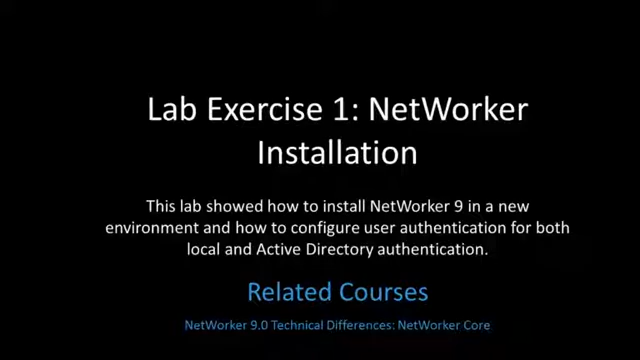 Lab Exercise 1: NetWorker
Installation
This lab showed how to install NetWorker 9 in a new
environment and how to configure user authentication for both
local and Active Directory authentication.
Related Courses
NetWorker 9.0 Technical Differences: NetWorker Core